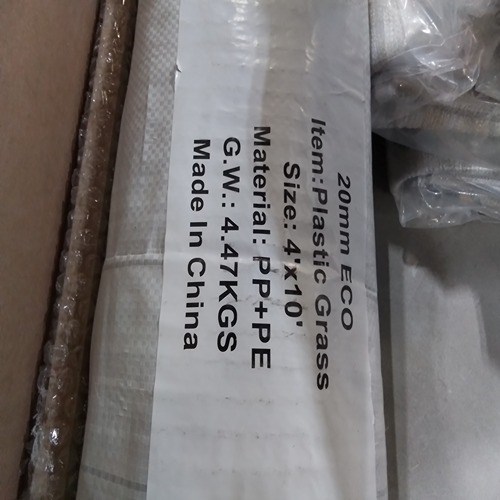 20mm ECO
Item:Plastic Grass
Size: 4'x10'
Material: PP+PE
G.W.: 4.47KGS
Made In China